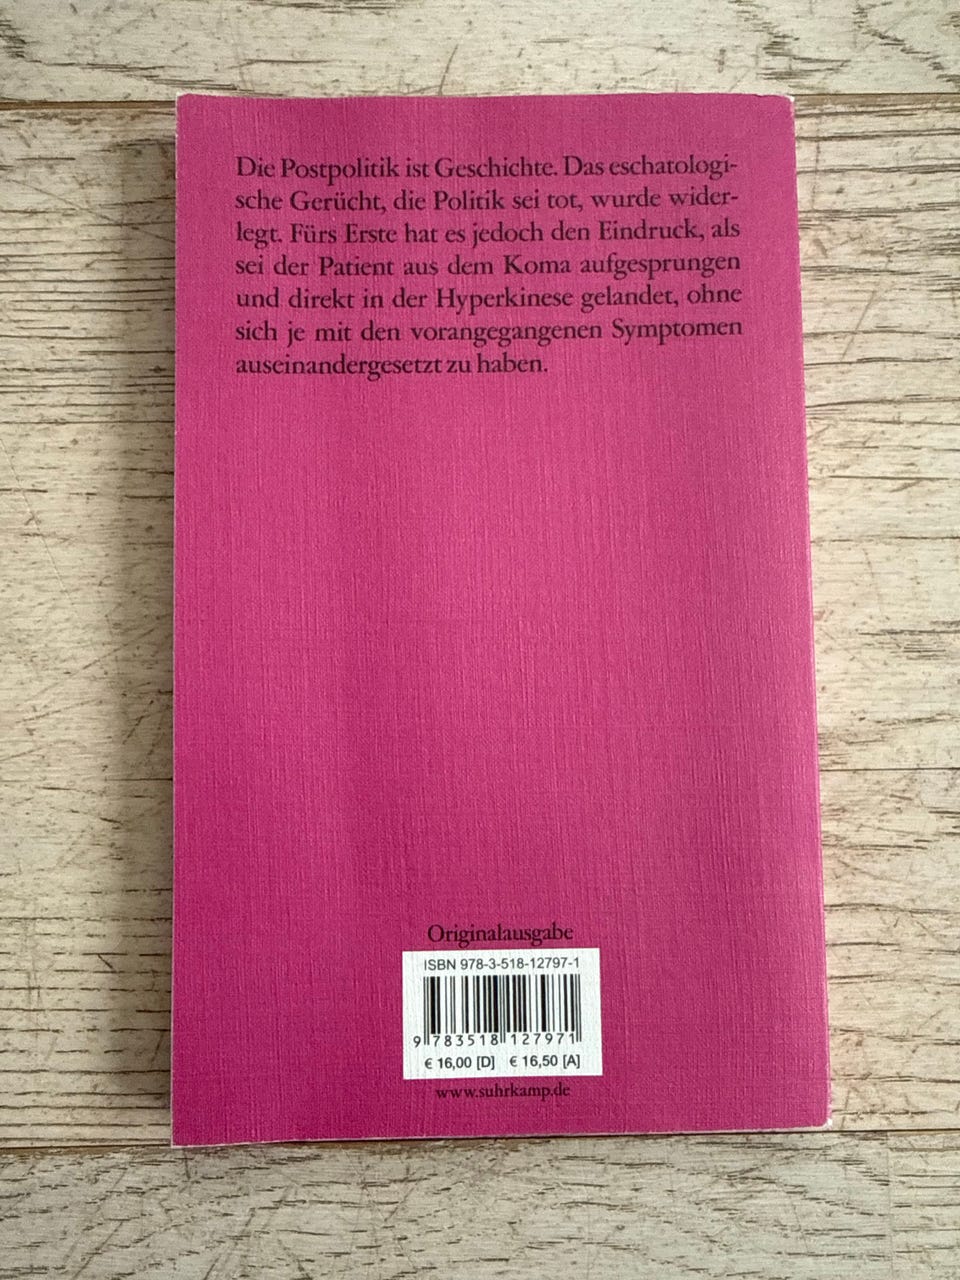 Die Postpolitik ist Geschichte. Das eschatologi-
sche Gerücht, die Politik sei tot, wurde wider-
legt. Fürs Erste hat es jedoch den Eindruck, als
sei der Patient aus dem Koma aufgesprungen
und direkt in der Hyperkinese gelandet, ohne
sich je mit den vorangegangenen Symptomen
auseinandergesetzt zu haben.
Originalausgabe
ISBN 978-3-518-12797-1
9 783518 127971
€ 16,00 [D] € 16,50 [A]
www.suhrkamp.de